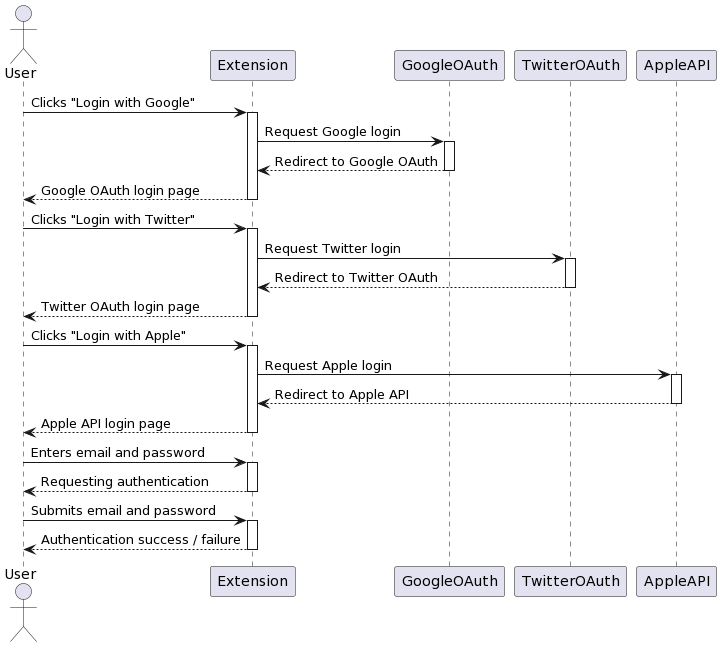 User
Extension
GoogleOAuth
TwitterOAuth
AppleAPI
Clicks "Login with Google"
Request Google login
Redirect to Google OAuth
Google OAuth login page
Clicks "Login with Twitter"
Request Twitter login
Redirect to Twitter OAuth
Twitter OAuth login page
Clicks "Login with Apple"
Request Apple login
Redirect to Apple API
Apple API login page
Enters email and password
Requesting authentication
Submits email and password
Authentication success / failure
User
Extension
GoogleOAuth
TwitterOAuth
AppleAPI